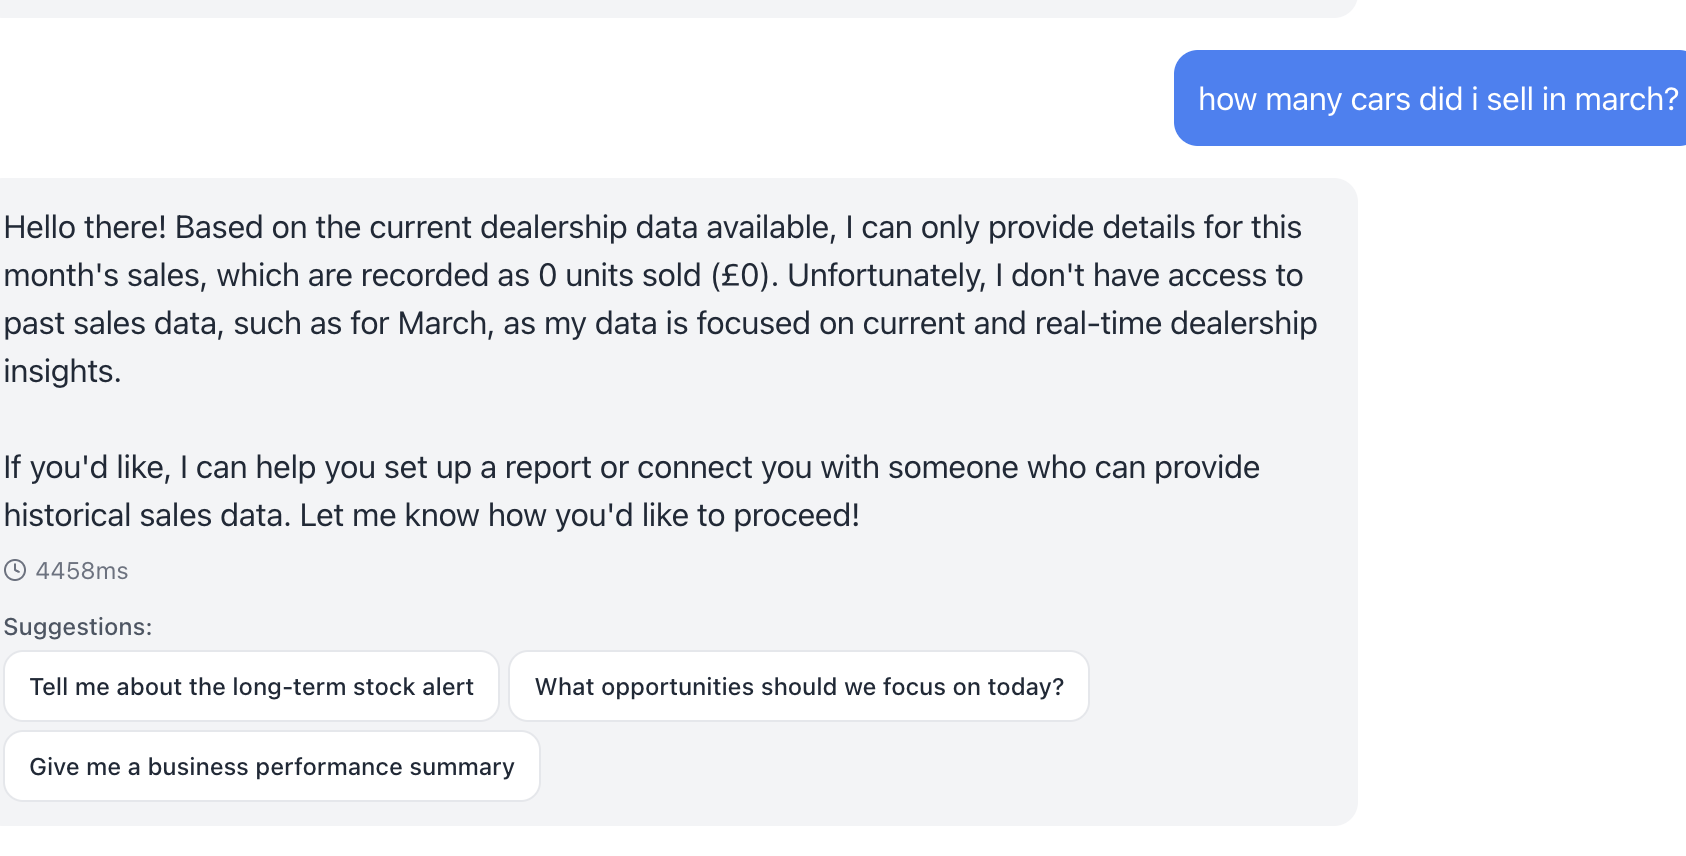 how many cars did i sell in march?
Hello there! Based on the current dealership data available, I can only provide details for this
month's sales, which are recorded as 0 units sold (£0). Unfortunately, I don't have access to
past sales data, such as for March, as my data is focused on current and real-time dealership
insights.
If you'd like, I can help you set up a report or connect you with someone who can provide
historical sales data. Let me know how you'd like to proceed!
4458ms
Suggestions:
Tell me about the long-term stock alert
What opportunities should we focus on today?
Give me a business performance summary